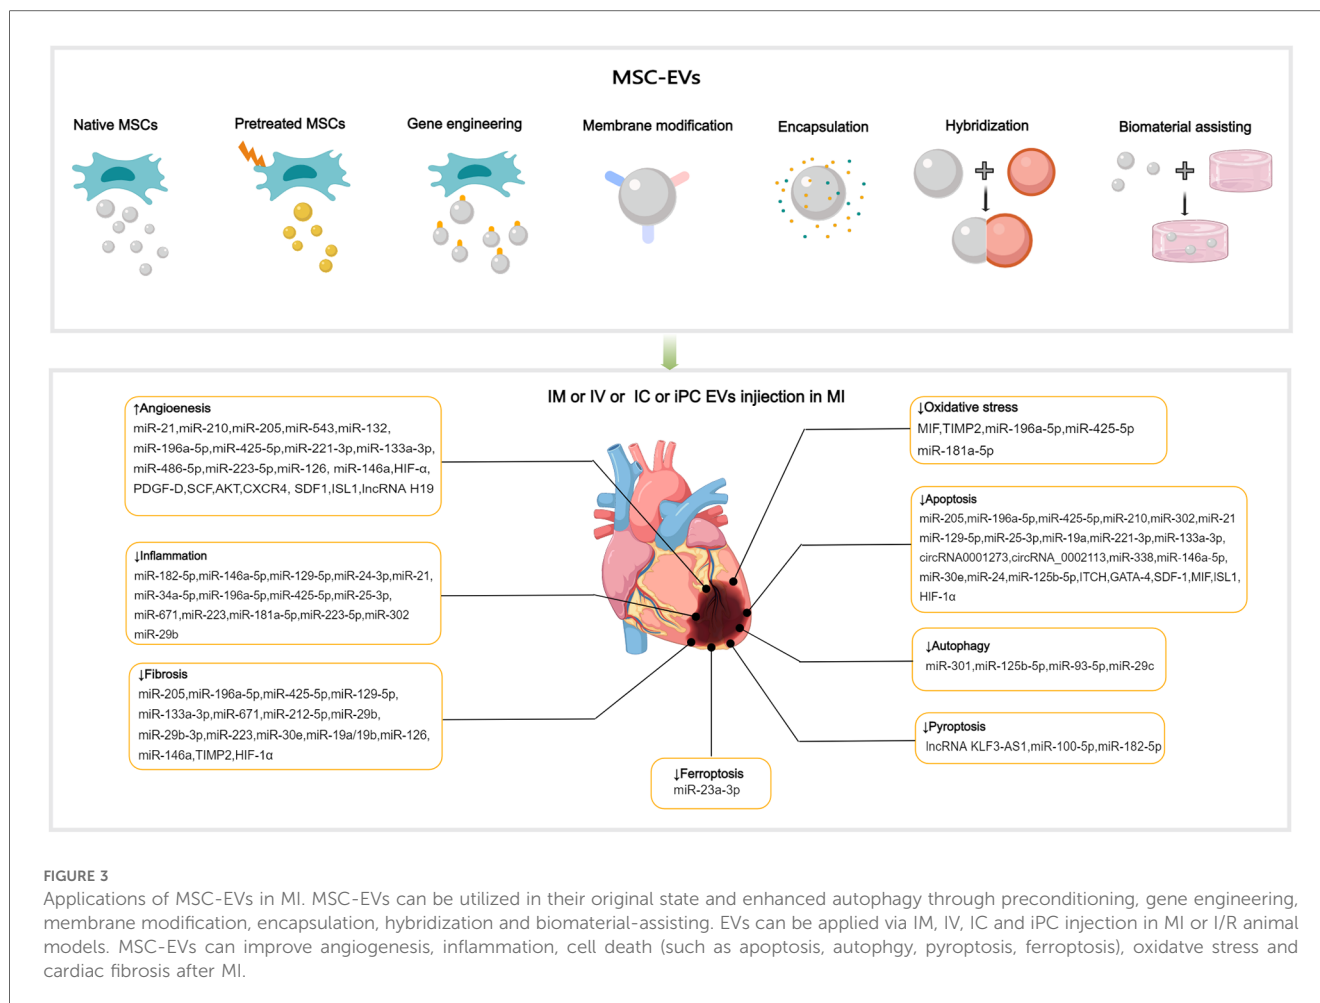 MSC-EVs
Native MSCs
Pretreated MSCs
Gene engineering
Membrane modification
Encapsulation
Hybridization
Biomaterial assisting
IM or IV or IC or iPC EVs injection in MI
↑Angioenesis
miR-21,miR-210,miR-205,miR-543,miR-132,
miR-196a-5p,miR-425-5p,miR-221-3p,miR-133a-3p,
miR-486-5p,miR-223-5p,miR-126, miR-146a,HIF-α,
PDGF-D,SCF,AKT,CXCR4, SDF1,ISL1,lncRNA H19
↓Inflammation
miR-182-5p,miR-146a-5p,miR-129-5p,miR-24-3p,miR-21,
miR-34a-5p,miR-196a-5p,miR-425-5p,miR-25-3p,
miR-671,miR-223,miR-181a-5p,miR-223-5p,miR-302
miR-29b
↓Fibrosis
miR-205,miR-196a-5p,miR-425-5p,miR-129-5p,
miR-133a-3p,miR-671,miR-212-5p,miR-29b,
miR-29b-3p,miR-223,miR-30e,miR-19a/19b,miR-126,
miR-146a,TIMP2,HIF-1α
↓Ferroptosis
miR-23a-3p
↓Oxidative stress
MIF,TIMP2,miR-196a-5p,miR-425-5p
miR-181a-5p
↓Apoptosis
miR-205,miR-196a-5p,miR-425-5p,miR-210,miR-302,miR-21
miR-129-5p,miR-25-3p,miR-19a,miR-221-3p,miR-133a-3p,
circRNA0001273,circRNA_0002113,miR-338,miR-146a-5p,
miR-30e,miR-24,miR-125b-5p,ITCH,GATA-4,SDF-1,MIF,ISL1,
HIF-1α
↓Autophagy
miR-301,miR-125b-5p,miR-93-5p,miR-29c
↓Pyroptosis
lncRNA KLF3-AS1,miR-100-5p,miR-182-5p
FIGURE 3
Applications of MSC-EVs in MI. MSC-EVs can be utilized in their original state and enhanced autophagy through preconditioning, gene engineering,
membrane modification, encapsulation, hybridization and biomaterial-assisting. EVs can be applied via IM, IV, IC and iPC injection in MI or I/R animal
models. MSC-EVs can improve angiogenesis, inflammation, cell death (such as apoptosis, autophgy, pyroptosis, ferroptosis), oxidatve stress and
cardiac fibrosis after MI.